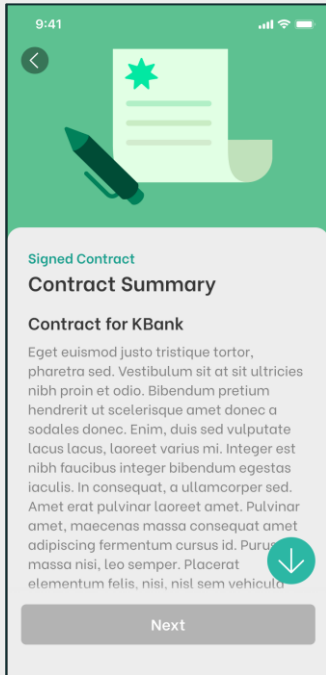 9:41
Signed Contract
Contract Summary
Contract for KBank
Eget euismod justo tristique tortor,
pharetra sed. Vestibulum sit at sit ultricies
nibh proin et odio. Bibendum pretium
hendrerit ut scelerisque amet donec a
sodales donec. Enim, duis sed vulputate
lacus lacus, laoreet varius mi. Integer est
nibh faucibus integer bibendum egestas
iaculis. In consequat, a ullamcorper sed.
Amet erat pulvinar laoreet amet. Pulvinar
amet, maecenas massa consequat amet
adipiscing fermentum cursus id. Purus
massa nisi, leo semper. Placerat
elementum felis, nisi, nisl sem vehicula
Next